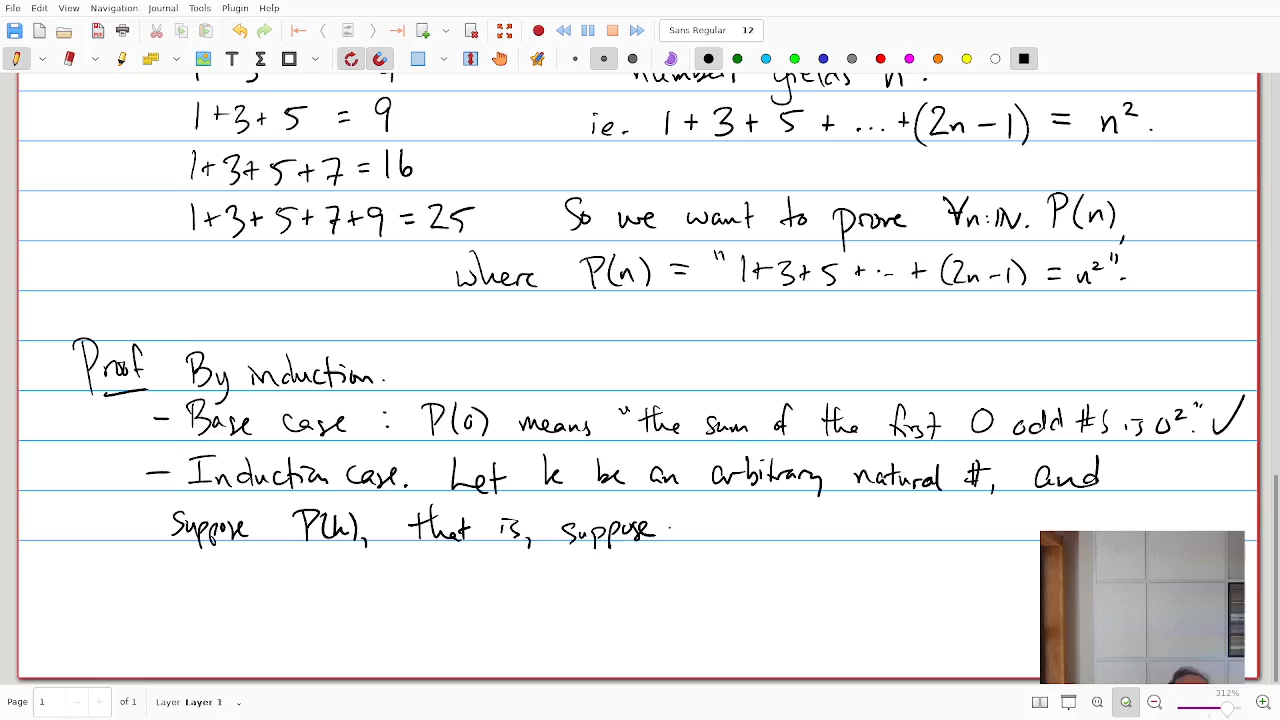 File Edit View Navigation Journal Tools Plugin Help
Sans Regular 12
number yields n².
1+3+5 = 9
ie. 1+3+5+...+(2n-1) = n².
1+3+5+7=16
1+3+5+7+9=25
So we want to prove ∀n:ℕ. P(n),
where P(n) = "1+3+5+...+(2n-1) = n²".
Proof By induction.
- Base case : P(0) means "the sum of the first 0 odd #s is 0²." ✓
- Induction case. Let k be an arbitrary natural #, and
suppose P(k), that is, suppose
Page 1 of 1 Layer Layer 1 312%